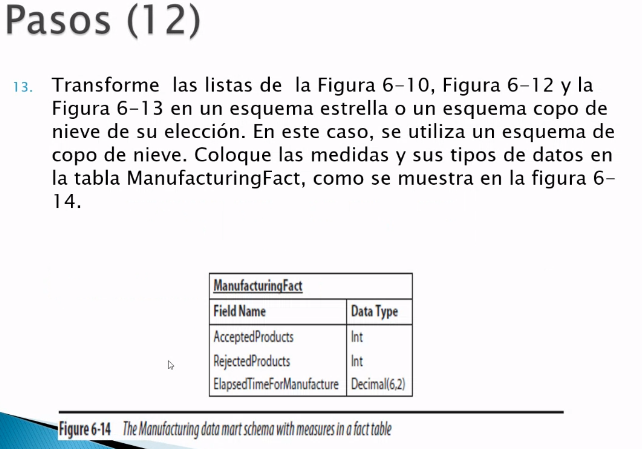 Pasos (12)
13. Transforme las listas de la Figura 6-10, Figura 6-12 y la
Figura 6-13 en un esquema estrella o un esquema copo de
nieve de su elección. En este caso, se utiliza un esquema de
copo de nieve. Coloque las medidas y sus tipos de datos en
la tabla ManufacturingFact, como se muestra en la figura 6-
14.
ManufacturingFact
Field Name Data Type
AcceptedProducts Int
RejectedProducts Int
ElapsedTimeForManufacture Decimal(6,2)
Figure 6-14 The Manufacturing data mart schema with measures in a fact table